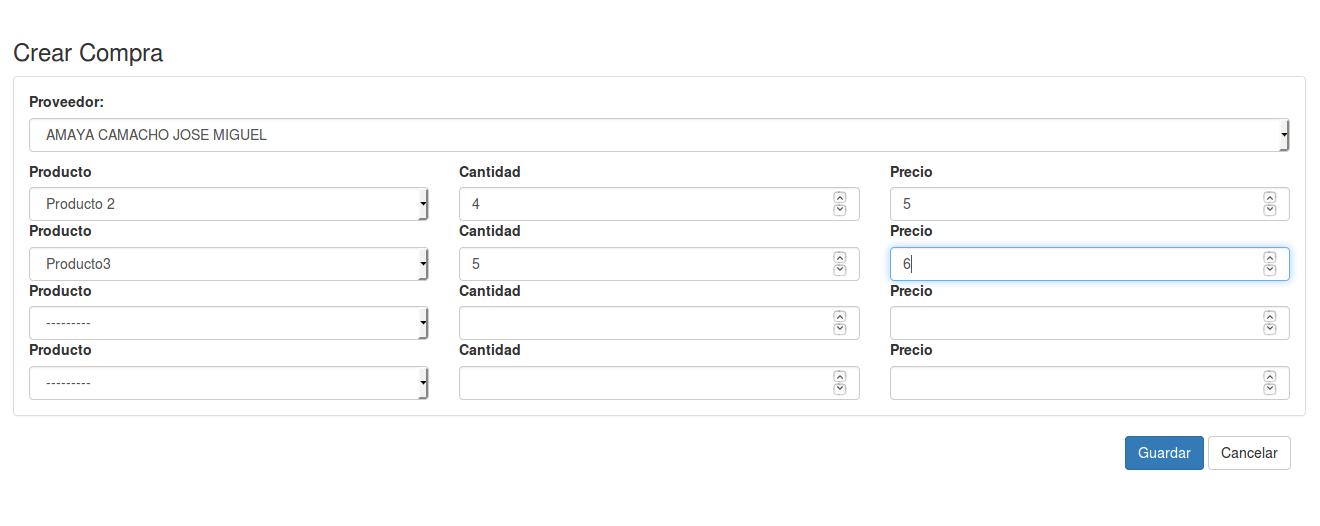 Crear Compra
Proveedor:
AMAYA CAMACHO JOSE MIGUEL
Producto Cantidad Precio
Producto 2 4 5
Producto Cantidad Precio
Producto3 5 6
Producto Cantidad Precio
---------
Producto Cantidad Precio
---------
Guardar Cancelar